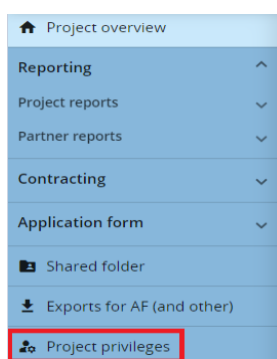 Project overview
Reporting
Project reports
Partner reports
Contracting
Application form
Shared folder
Exports for AF (and other)
Project privileges